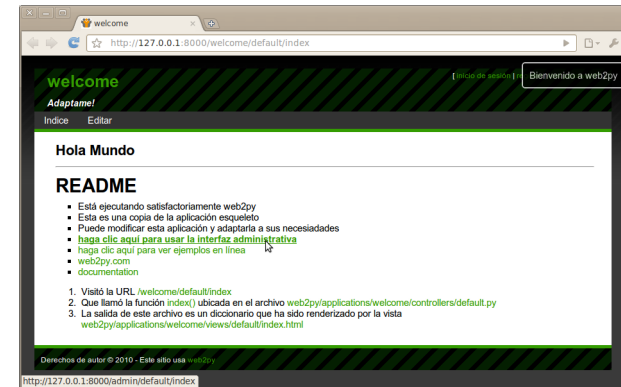 welcome
http://127.0.0.1:8000/welcome/default/index
welcome
[ inicio de sesión |
Bienvenido a web2py
Adaptame!
Indice Editar
Hola Mundo
README
Está ejecutando satisfactoriamente web2py
Esta es una copia de la aplicación esqueleto
Puede modificar esta aplicación y adaptarla a sus necesiadades
haga clic aquí para usar la interfaz administrativa
haga clic aquí para ver ejemplos en línea
web2py.com
documentation
1. Visitó la URL /welcome/default/index
2. Que llamó la función index() ubicada en el archivo web2py/applications/welcome/controllers/default.py
3. La salida de este archivo es un diccionario que ha sido renderizado por la vista
web2py/applications/welcome/views/default/index.html
Derechos de autor © 2010 - Este sitio usa web2py
http://127.0.0.1:8000/admin/default/index